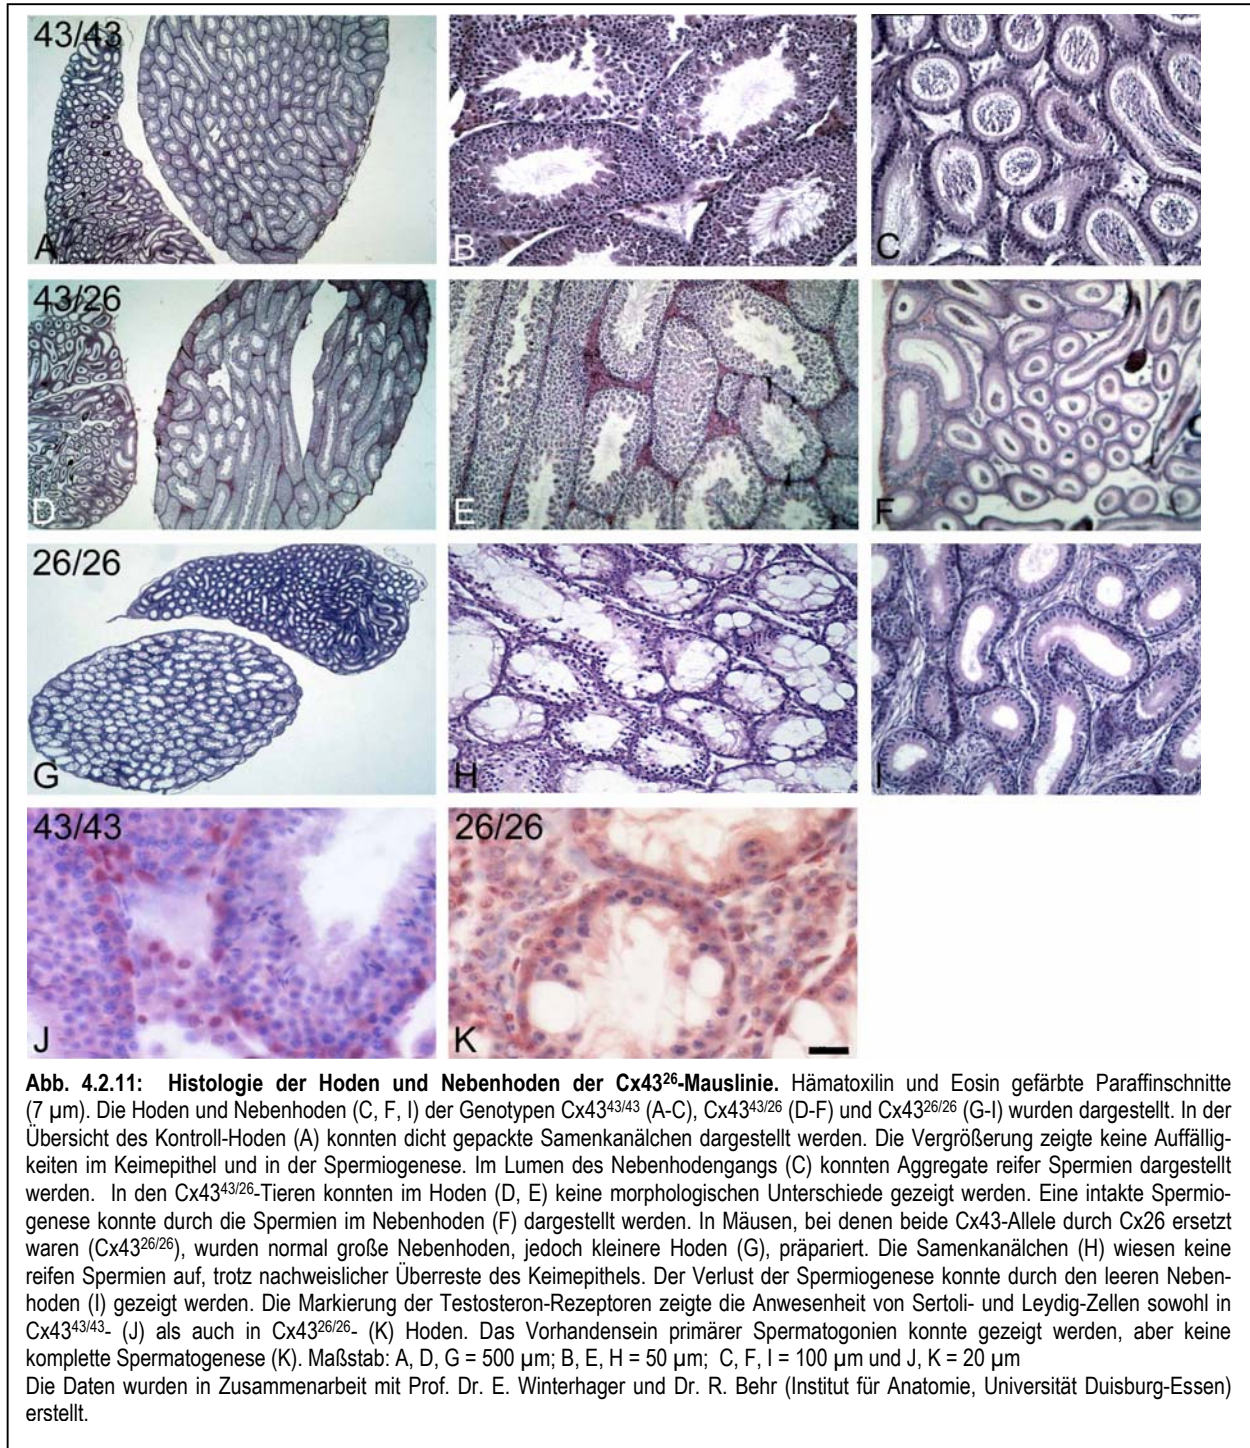 43/43
A
B
C
43/26
D
E
F
26/26
G
H
I
43/43
J
26/26
K
Abb. 4.2.11: Histologie der Hoden und Nebenhoden der Cx43²⁶-Mauslinie. Hämatoxilin und Eosin gefärbte Paraffinschnitte
(7 µm). Die Hoden und Nebenhoden (C, F, I) der Genotypen Cx43⁴³/⁴³ (A-C), Cx43⁴³/²⁶ (D-F) und Cx43²⁶/²⁶ (G-I) wurden dargestellt. In der
Übersicht des Kontroll-Hoden (A) konnten dicht gepackte Samenkanälchen dargestellt werden. Die Vergrößerung zeigte keine Auffällig-
keiten im Keimepithel und in der Spermiogenese. Im Lumen des Nebenhodengangs (C) konnten Aggregate reifer Spermien dargestellt
werden. In den Cx43⁴³/²⁶-Tieren konnten im Hoden (D, E) keine morphologischen Unterschiede gezeigt werden. Eine intakte Spermio-
genese konnte durch die Spermien im Nebenhoden (F) dargestellt werden. In Mäusen, bei denen beide Cx43-Allele durch Cx26 ersetzt
waren (Cx43²⁶/²⁶), wurden normal große Nebenhoden, jedoch kleinere Hoden (G), präpariert. Die Samenkanälchen (H) wiesen keine
reifen Spermien auf, trotz nachweislicher Überreste des Keimepithels. Der Verlust der Spermiogenese konnte durch den leeren Neben-
hoden (I) gezeigt werden. Die Markierung der Testosteron-Rezeptoren zeigte die Anwesenheit von Sertoli- und Leydig-Zellen sowohl in
Cx43⁴³/⁴³- (J) als auch in Cx43²⁶/²⁶- (K) Hoden. Das Vorhandensein primärer Spermatogonien konnte gezeigt werden, aber keine
komplette Spermatogenese (K). Maßstab: A, D, G = 500 µm; B, E, H = 50 µm; C, F, I = 100 µm und J, K = 20 µm
Die Daten wurden in Zusammenarbeit mit Prof. Dr. E. Winterhager und Dr. R. Behr (Institut für Anatomie, Universität Duisburg-Essen)
erstellt.